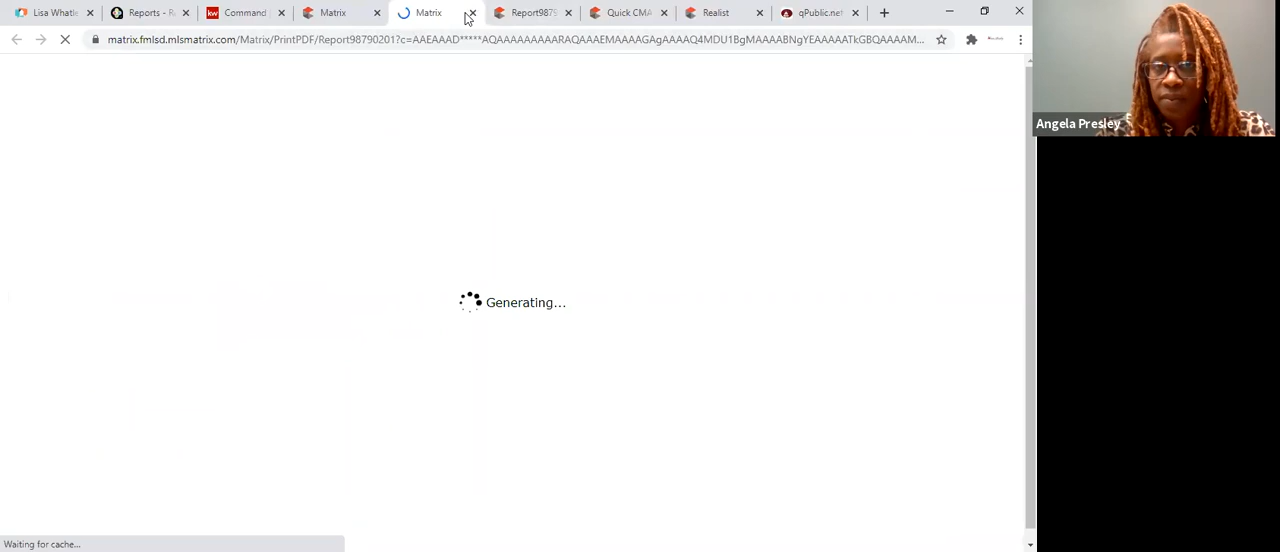 Lisa Whatle
Reports - R
Command |
Matrix
Matrix
Report9879
Quick CMA
Realist
qPublic.net
matrix.fmlsd.mlsmatrix.com/Matrix/PrintPDF/Report98790201?c=AAEAAAD*****AQAAAAAAAAARAQAAAEMAAAAGAgAAAAQ4MDU1BgMAAAABNgYEAAAAATkGBQAAAAM...
Angela Presley
Generating...
Waiting for cache...